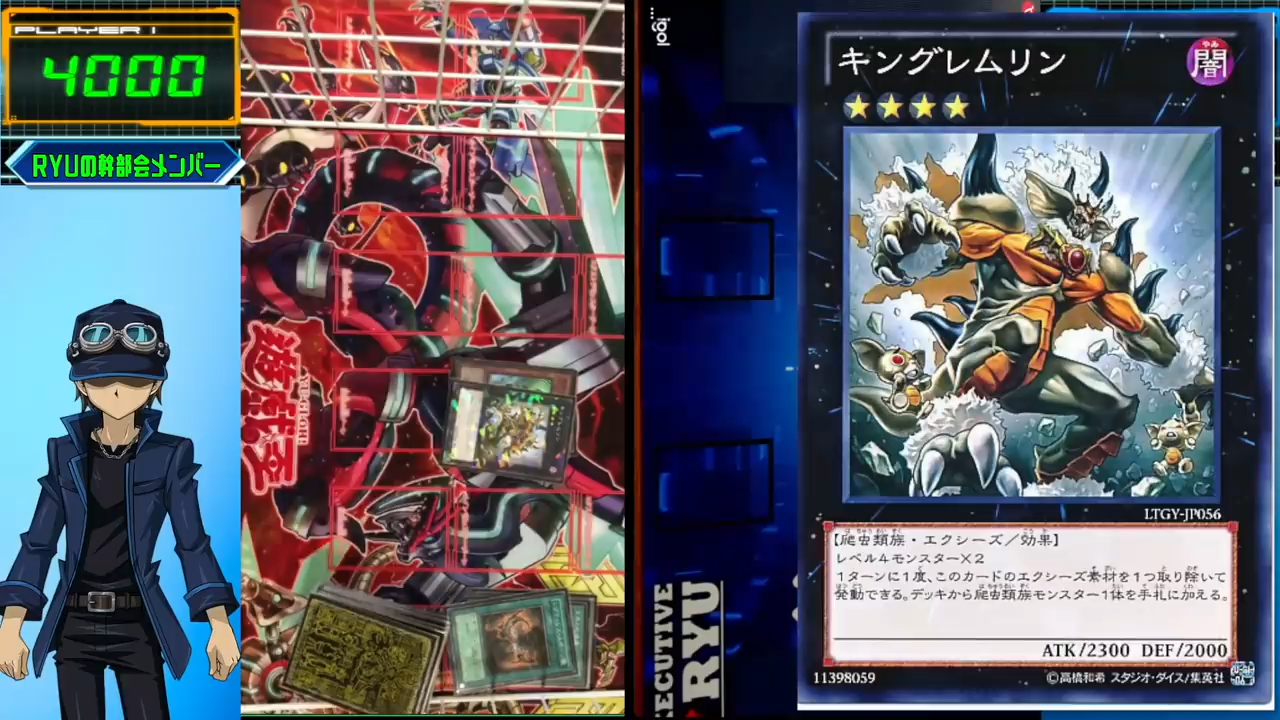 PLAYER 1
4000
RYUの幹部会メンバー
遊戯王
...igol
EXECUTIVE
RYU
キングレムリン
闇
やみ
LTGY-JP056
【爬虫類族・エクシーズ/効果】
レベル4モンスター×2
1ターンに1度、このカードのエクシーズ素材を1つ取り除いて
発動できる。デッキから爬虫類族モンスター1体を手札に加える。
ATK/2300 DEF/2000
11398059
©高橋和希 スタジオ・ダイス/集英社